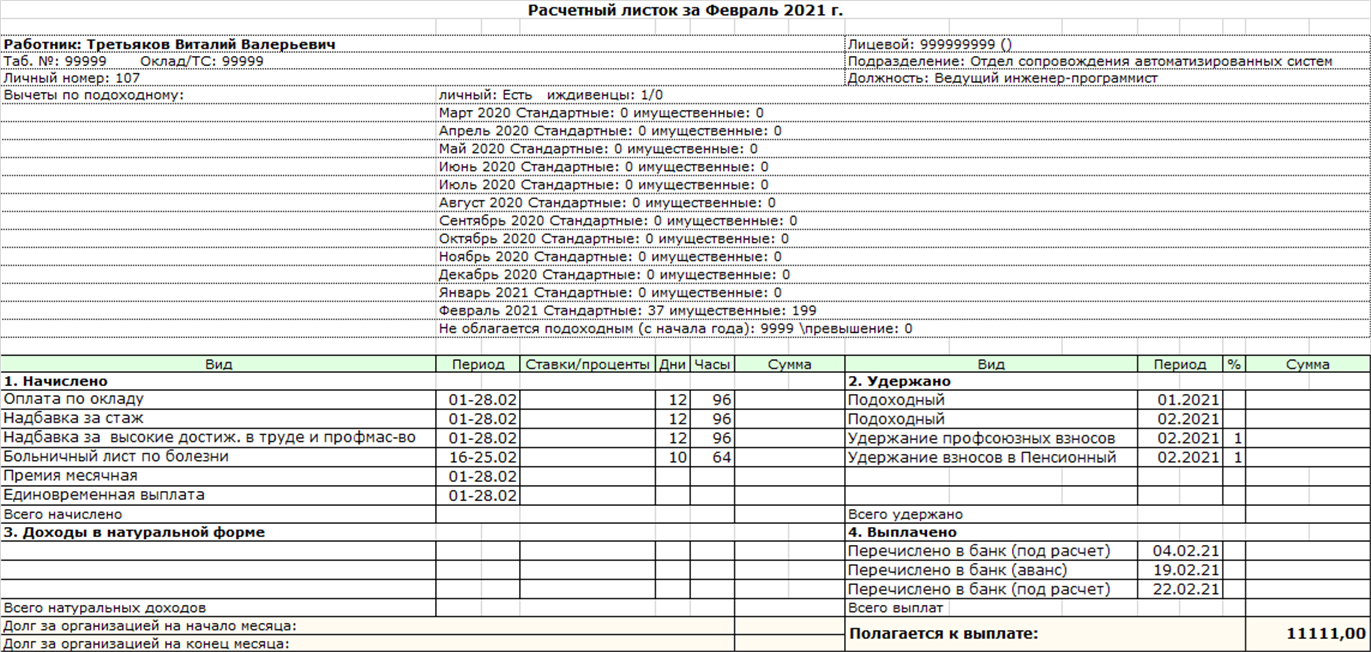 Расчетный листок за Февраль 2021 г.
Работник: Третьяков Виталий Валерьевич Лицевой: 999999999 ()
Таб. №: 99999 Оклад/ТС: 99999 Подразделение: Отдел сопровождения автоматизированных систем
Личный номер: 107 Должность: Ведущий инженер-программист
Вычеты по подоходному: личный: Есть иждивенцы: 1/0
Март 2020 Стандартные: 0 имущественные: 0
Апрель 2020 Стандартные: 0 имущественные: 0
Май 2020 Стандартные: 0 имущественные: 0
Июнь 2020 Стандартные: 0 имущественные: 0
Июль 2020 Стандартные: 0 имущественные: 0
Август 2020 Стандартные: 0 имущественные: 0
Сентябрь 2020 Стандартные: 0 имущественные: 0
Октябрь 2020 Стандартные: 0 имущественные: 0
Ноябрь 2020 Стандартные: 0 имущественные: 0
Декабрь 2020 Стандартные: 0 имущественные: 0
Январь 2021 Стандартные: 0 имущественные: 0
Февраль 2021 Стандартные: 37 имущественные: 199
Не облагается подоходным (с начала года): 9999 \превышение: 0
Вид Период Ставки/проценты Дни Часы Сумма Вид Период % Сумма
1. Начислено 2. Удержано
Оплата по окладу 01-28.02 12 96 Подоходный 01.2021
Надбавка за стаж 01-28.02 12 96 Подоходный 02.2021
Надбавка за высокие достиж. в труде и профмас-во 01-28.02 12 96 Удержание профсоюзных взносов 02.2021 1
Больничный лист по болезни 16-25.02 10 64 Удержание взносов в Пенсионный 02.2021 1
Премия месячная 01-28.02
Единовременная выплата 01-28.02
Всего начислено Всего удержано
3. Доходы в натуральной форме 4. Выплачено
Перечислено в банк (под расчет) 04.02.21
Перечислено в банк (аванс) 19.02.21
Перечислено в банк (под расчет) 22.02.21
Всего натуральных доходов Всего выплат
Долг за организацией на начало месяца: Полагается к выплате: 11111,00
Долг за организацией на конец месяца: